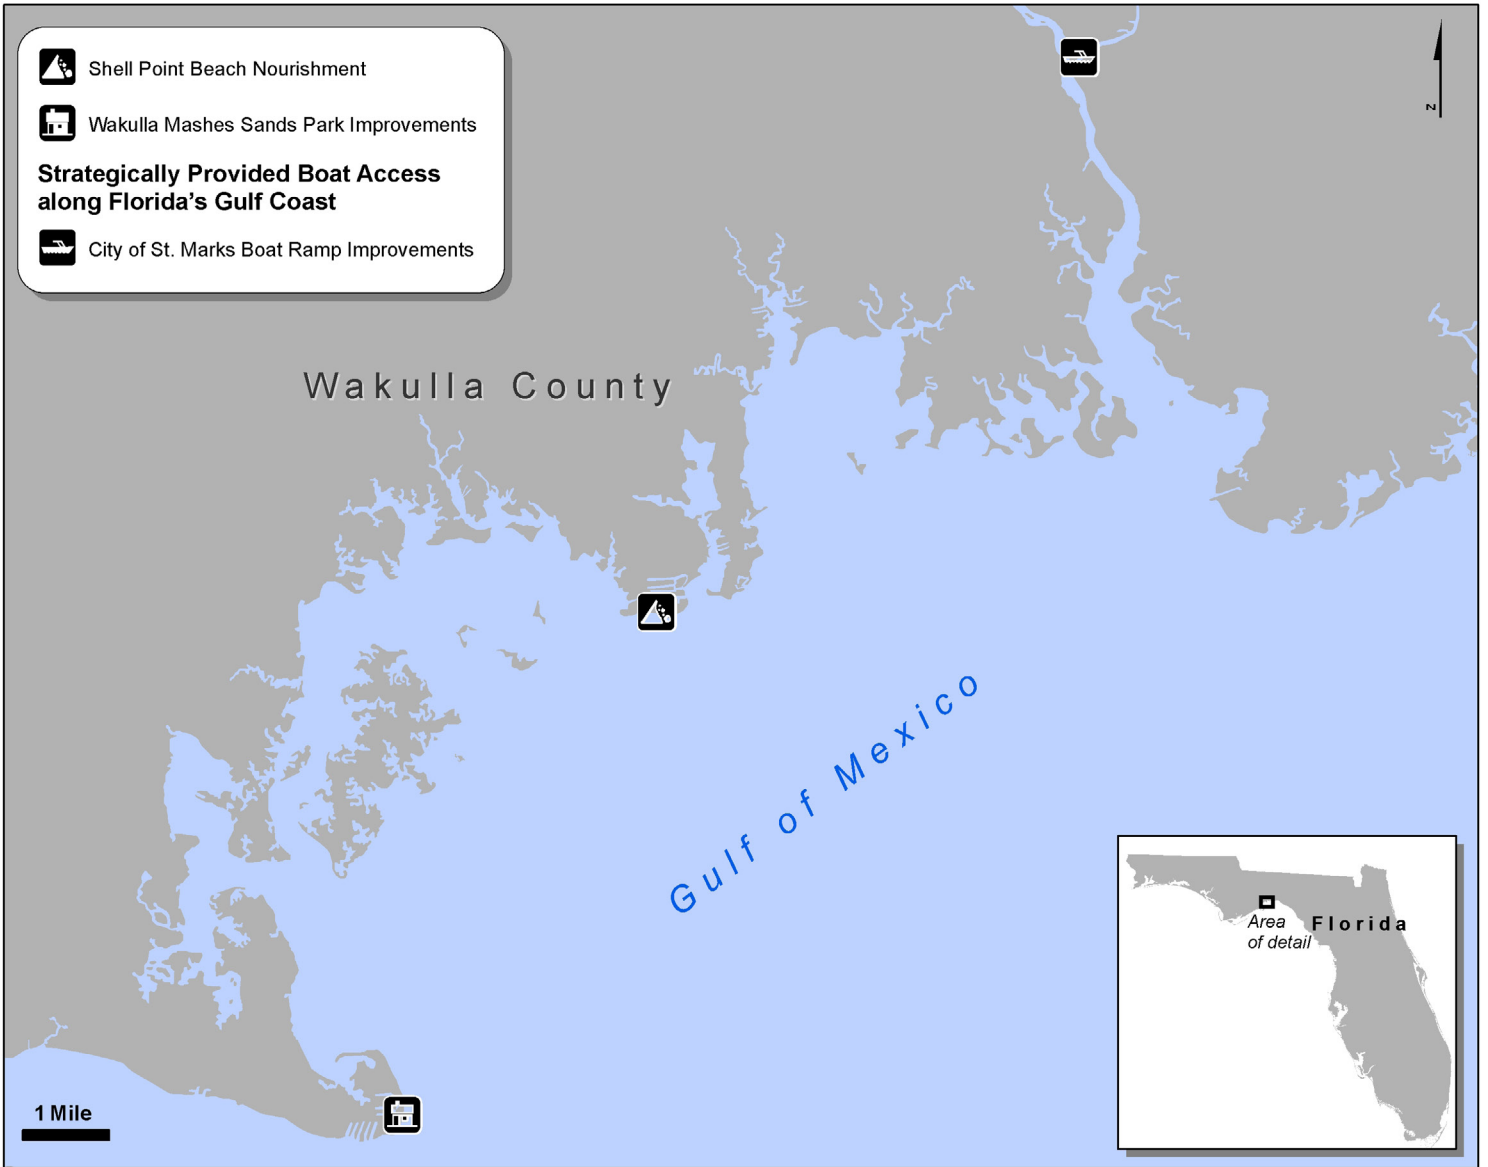 Shell Point Beach Nourishment
Wakulla Mashes Sands Park Improvements
Strategically Provided Boat Access
along Florida's Gulf Coast
City of St. Marks Boat Ramp Improvements
N
Wakulla County
Gulf of Mexico
Area
of detail
Florida
1 Mile